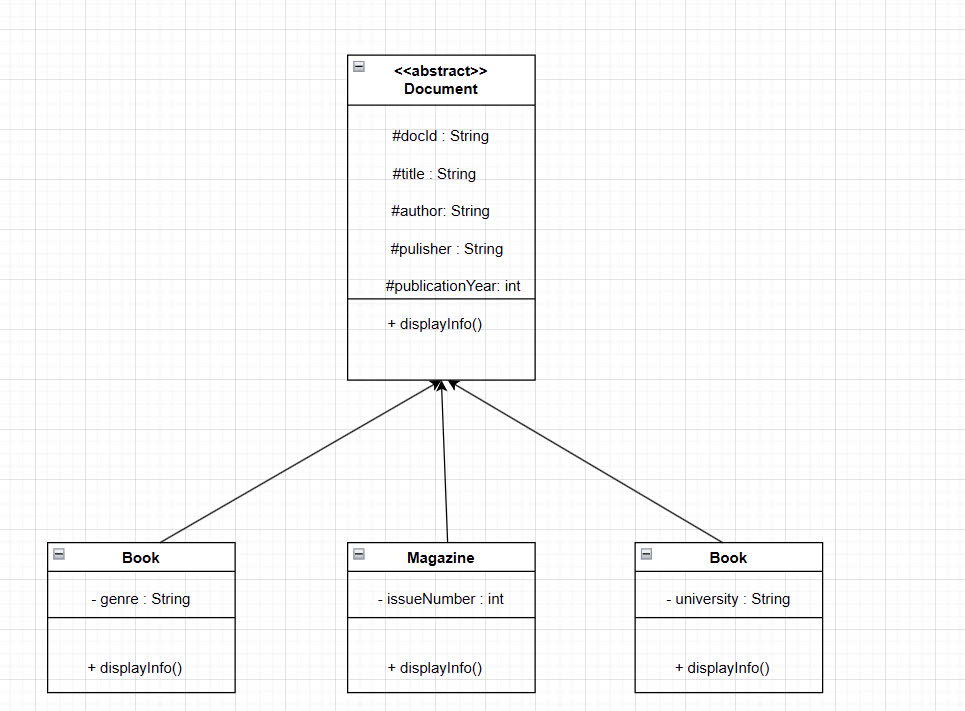 <<abstract>>
Document
#docId : String
#title : String
#author: String
#pulisher : String
#publicationYear: int
+ displayInfo()
Book
- genre : String
+ displayInfo()
Magazine
- issueNumber : int
+ displayInfo()
Book
- university : String
+ displayInfo()